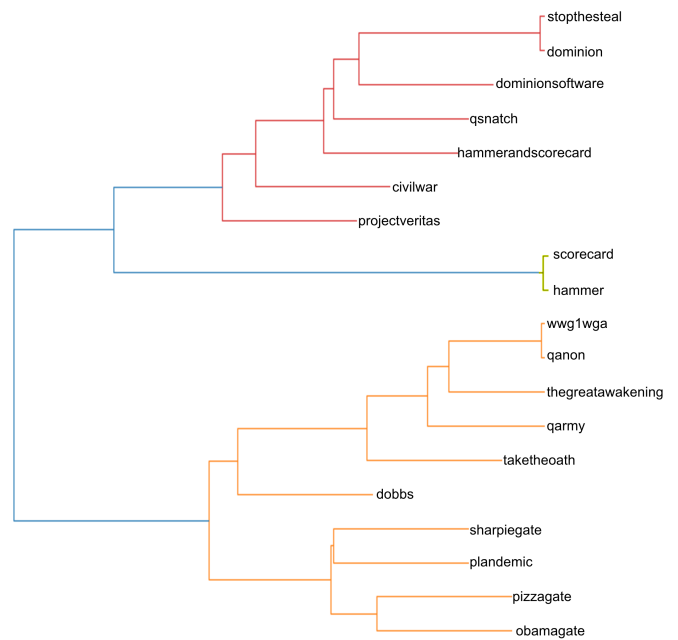 stopthesteal
dominion
dominionsoftware
qsnatch
hammerandscorecard
civilwar
projectveritas
scorecard
hammer
wwg1wga
qanon
thegreatawakening
qarmy
taketheoath
dobbs
sharpiegate
plandemic
pizzagate
obamagate